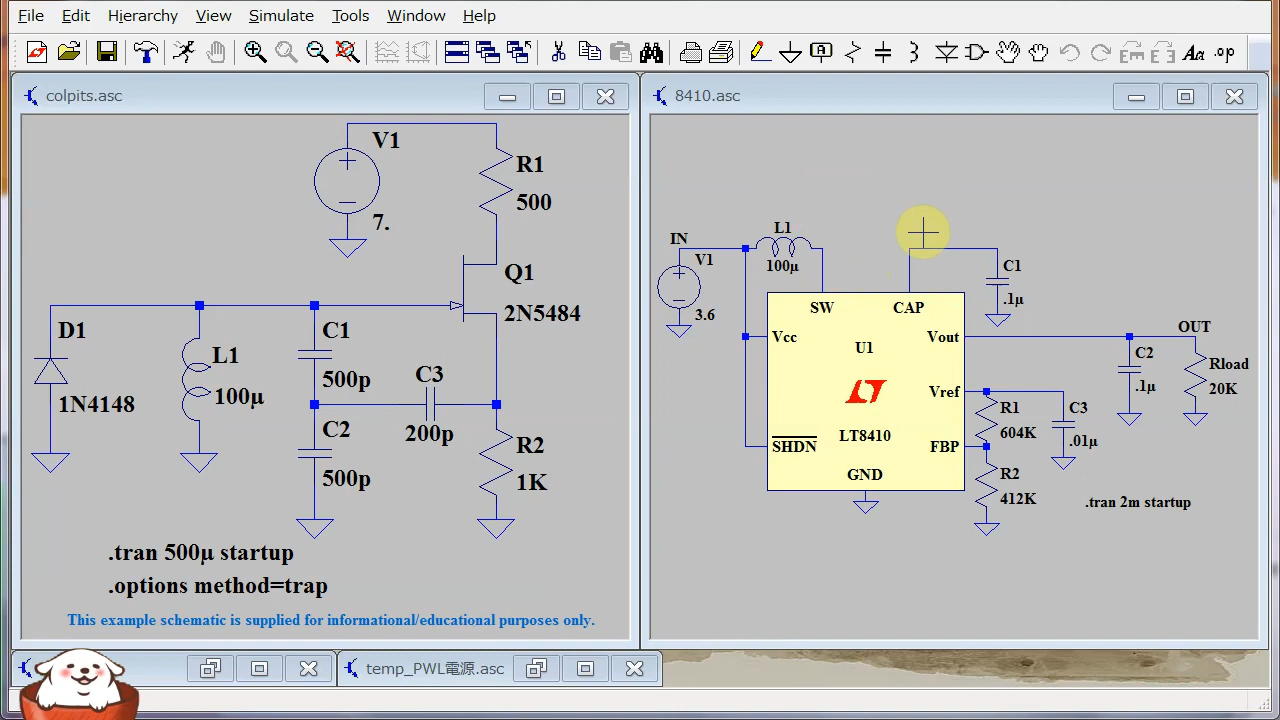 File Edit Hierarchy View Simulate Tools Window Help
A
Aa .op
colpits.asc
V1
7.
R1
500
Q1
2N5484
D1
1N4148
L1
100µ
C1
500p
C3
200p
C2
500p
R2
1K
.tran 500µ startup
.options method=trap
This example schematic is supplied for informational/educational purposes only.
8410.asc
IN
V1
3.6
L1
100µ
C1
.1µ
SW
CAP
Vcc
U1
Vout
OUT
C2
.1µ
Rload
20K
Vref
R1
604K
C3
.01µ
LT8410
SHDN
FBP
GND
R2
412K
.tran 2m startup
temp_PWL電源.asc